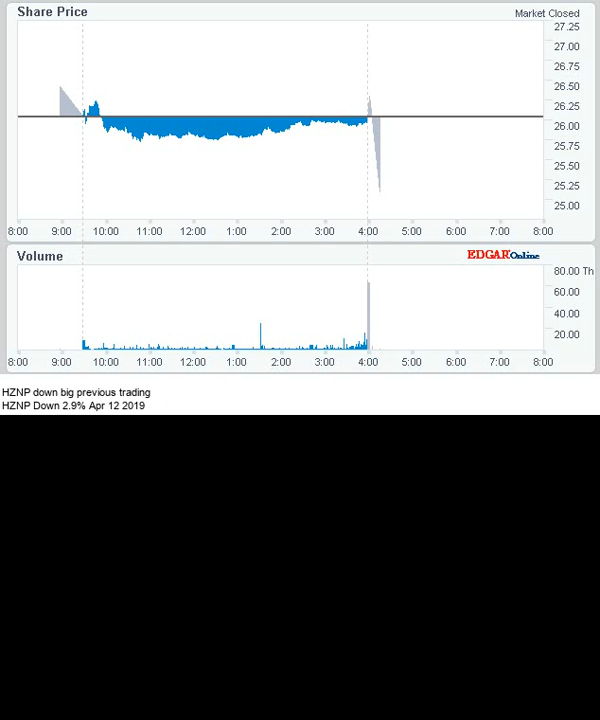 Share Price
Market Closed
27.25
27.00
26.75
26.50
26.25
26.00
25.75
25.50
25.25
25.00
8:00 9:00 10:00 11:00 12:00 1:00 2:00 3:00 4:00 5:00 6:00 7:00 8:00
Volume
EDGAROnline
80.00 Th
60.00
40.00
20.00
8:00 9:00 10:00 11:00 12:00 1:00 2:00 3:00 4:00 5:00 6:00 7:00 8:00
HZNP down big previous trading
HZNP Down 2.9% Apr 12 2019